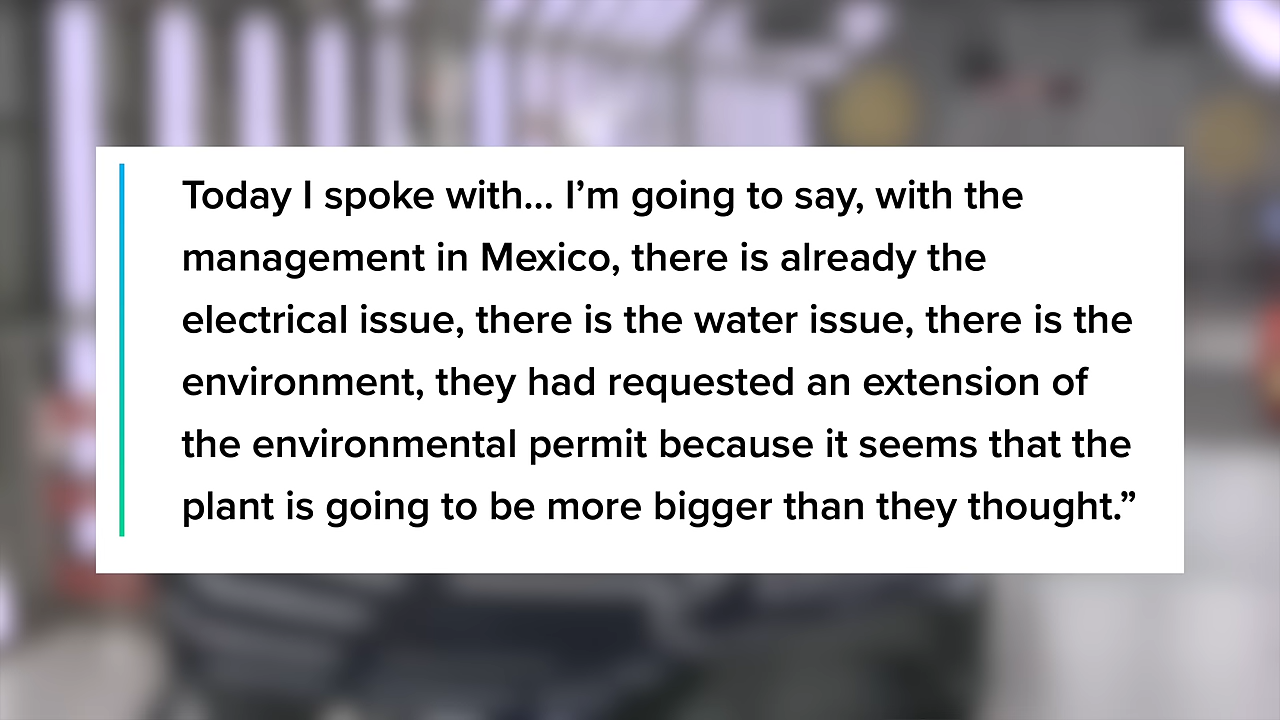 Today I spoke with... I’m going to say, with the
management in Mexico, there is already the
electrical issue, there is the water issue, there is the
environment, they had requested an extension of
the environmental permit because it seems that the
plant is going to be more bigger than they thought.”